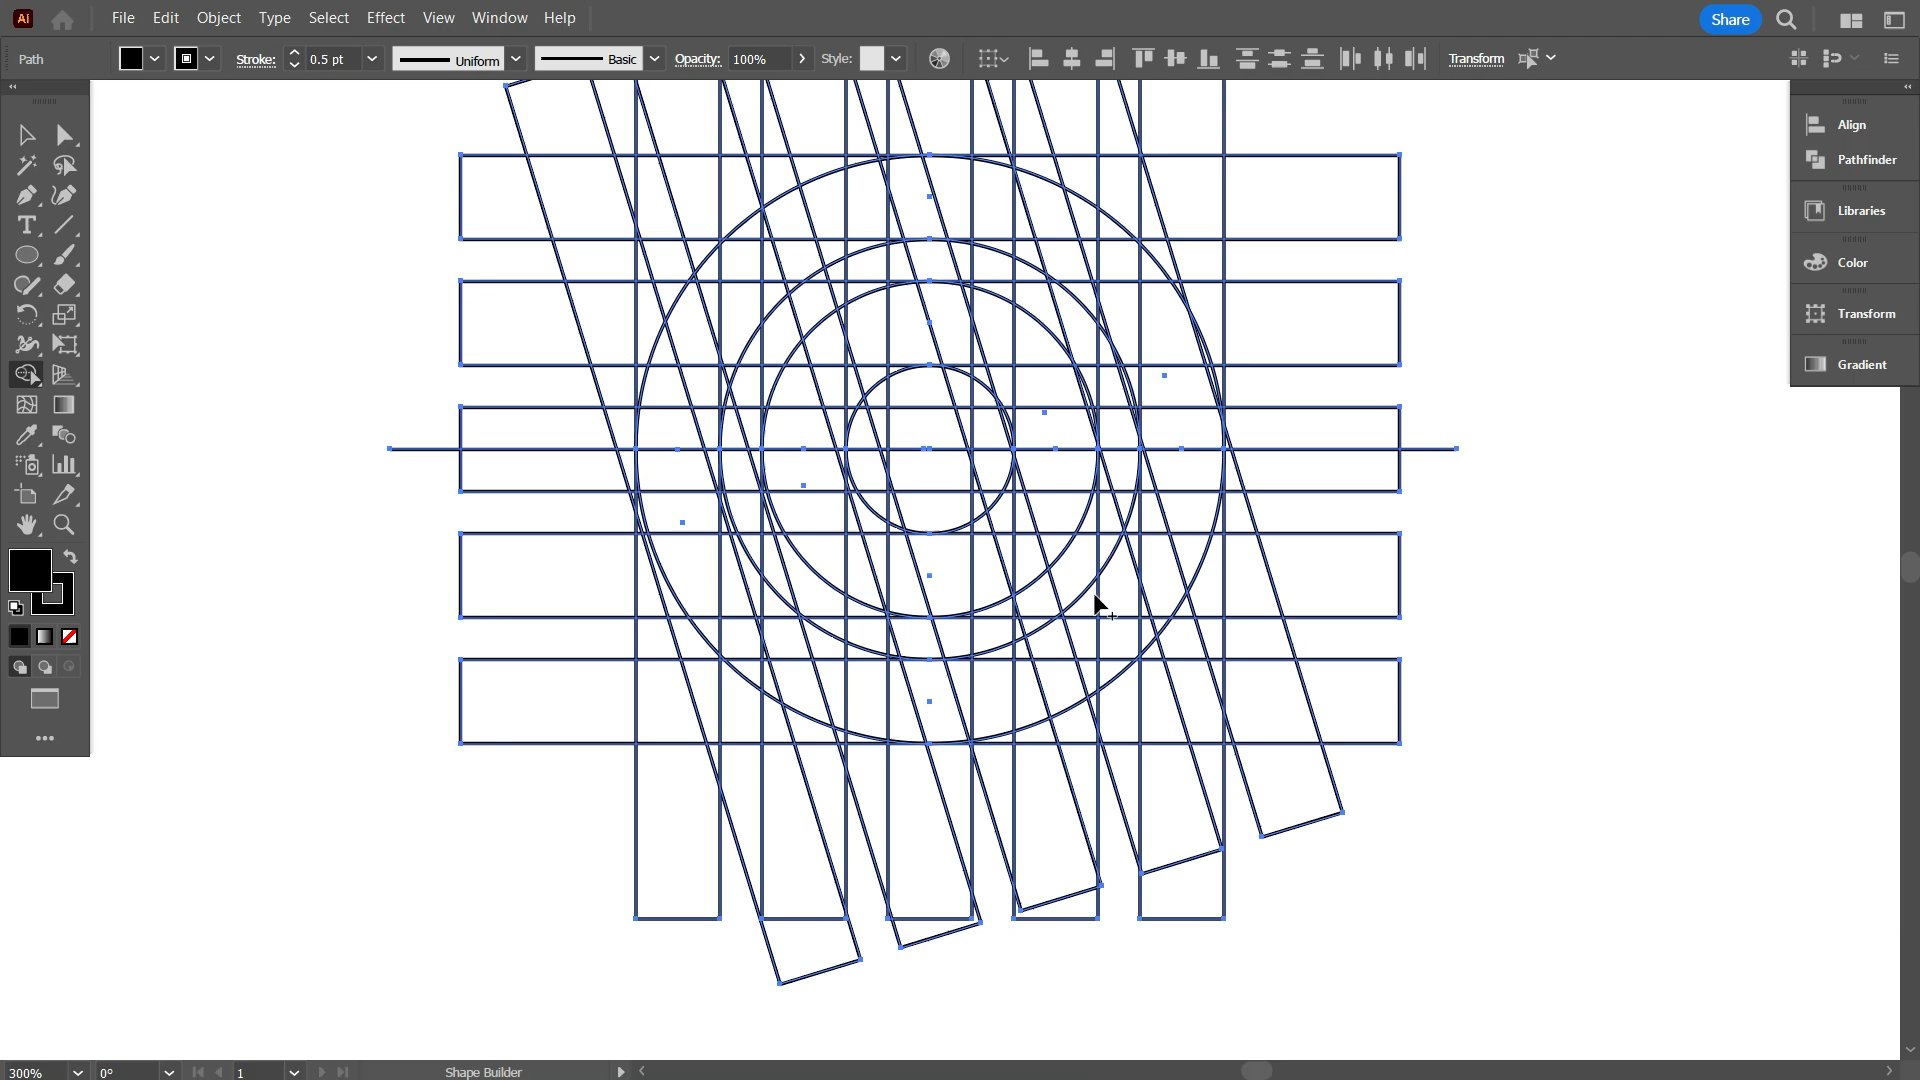 Ai File Edit Object Type Select Effect View Window Help Share
Path Stroke: 0.5 pt Uniform Basic Opacity: 100% Style: Transform
Align
Pathfinder
Libraries
Color
Transform
Gradient
T
300% 0° 1 Shape Builder